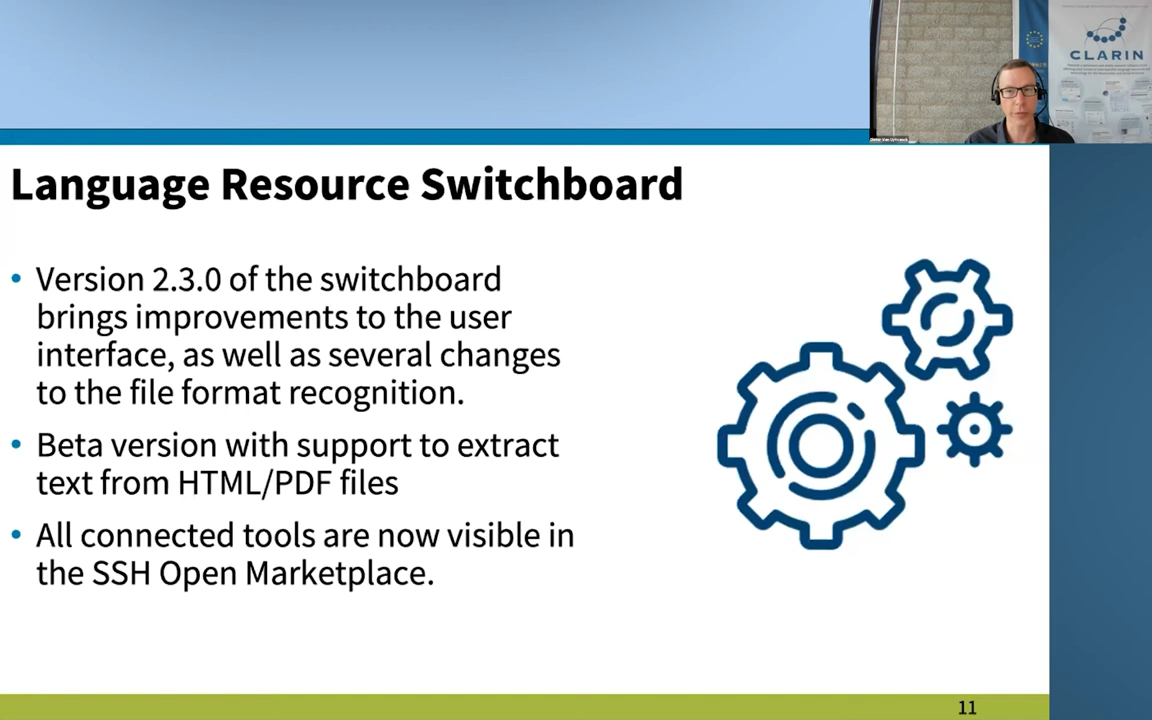 CLARIN
Language Resource Switchboard
• Version 2.3.0 of the switchboard
brings improvements to the user
interface, as well as several changes
to the file format recognition.
• Beta version with support to extract
text from HTML/PDF files
• All connected tools are now visible in
the SSH Open Marketplace.
11